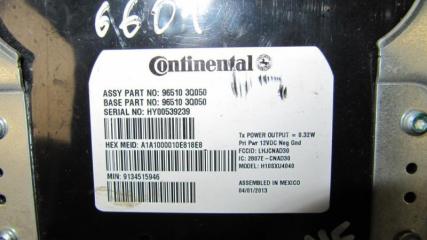 6601
Continental
ASSY PART NO: 96510 3Q050
BASE PART NO: 96510 3Q050
SERIAL NO: HY00539239
HEX MEID: A1A1000010E818E8
MIN: 9134515946
Tx POWER OUTPUT = 0.32W
Pri Pwr 12VDC Neg Gnd
FCCID: LHJCNAD30
IC: 2807E-CNAD30
MODEL: H10SXU4040
ASSEMBLED IN MEXICO
04/01/2013